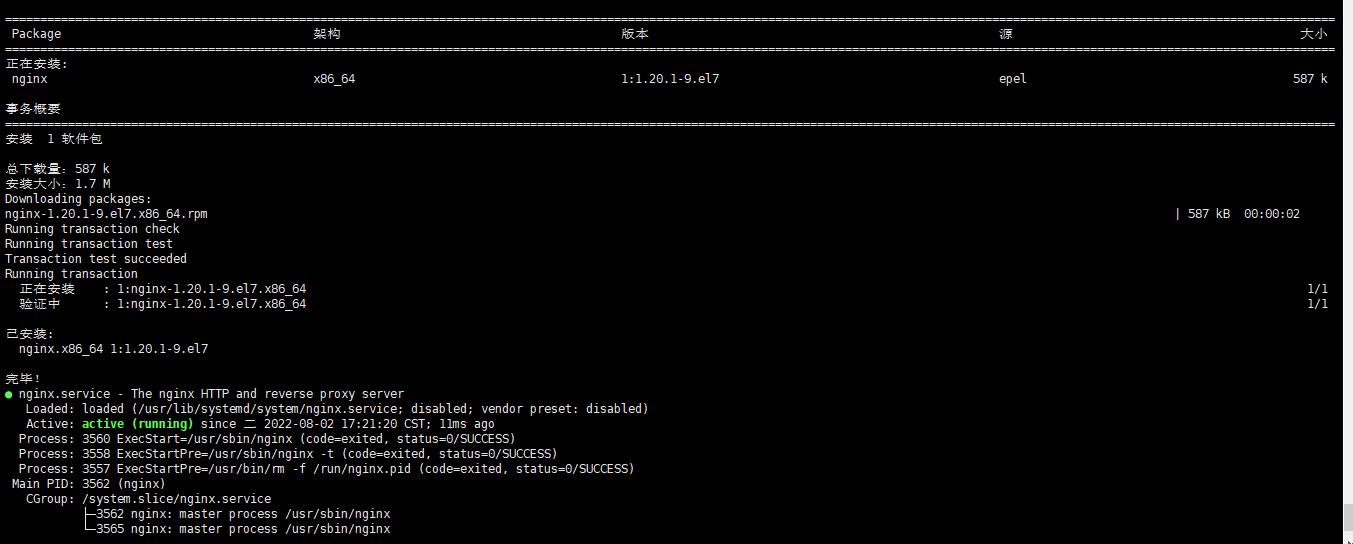 ================================================================================
Package 架构 版本 源 大小
================================================================================
正在安装:
nginx x86_64 1:1.20.1-9.el7 epel 587 k
事务概要
================================================================================
安装 1 软件包
总下载量：587 k
安装大小：1.7 M
Downloading packages:
nginx-1.20.1-9.el7.x86_64.rpm | 587 kB 00:00:02
Running transaction check
Running transaction test
Transaction test succeeded
Running transaction
正在安装 : 1:nginx-1.20.1-9.el7.x86_64 1/1
验证中 : 1:nginx-1.20.1-9.el7.x86_64 1/1
已安装:
nginx.x86_64 1:1.20.1-9.el7
完毕！
● nginx.service - The nginx HTTP and reverse proxy server
Loaded: loaded (/usr/lib/systemd/system/nginx.service; disabled; vendor preset: disabled)
Active: active (running) since 二 2022-08-02 17:21:20 CST; 11ms ago
Process: 3560 ExecStart=/usr/sbin/nginx (code=exited, status=0/SUCCESS)
Process: 3558 ExecStartPre=/usr/sbin/nginx -t (code=exited, status=0/SUCCESS)
Process: 3557 ExecStartPre=/usr/bin/rm -f /run/nginx.pid (code=exited, status=0/SUCCESS)
Main PID: 3562 (nginx)
CGroup: /system.slice/nginx.service
├─3562 nginx: master process /usr/sbin/nginx
└─3565 nginx: master process /usr/sbin/nginx